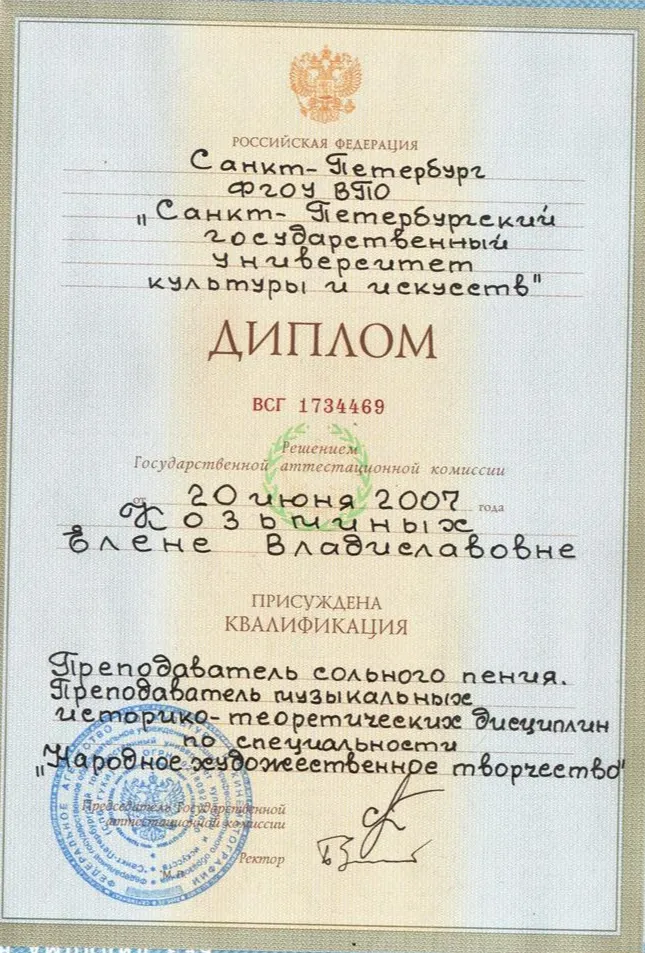 РОССИЙСКАЯ ФЕДЕРАЦИЯ
Санкт-Петербург
ФГОУ ВПО
„Санкт-Петербургский
государственный
университет
культуры и искусств"
ДИПЛОМ
ВСГ 1734469
Решением
Государственной аттестационной комиссии
от 20 июня 2007 года
Козьминых
Елене Владиславовне
ПРИСУЖДЕНА
КВАЛИФИКАЦИЯ
Преподаватель сольного пения.
Преподаватель музыкальных
историко-теоретических дисциплин
по специальности
„Народное художественное творчество"
Председатель Государственной
аттестационной комиссии
Ректор
М.П.